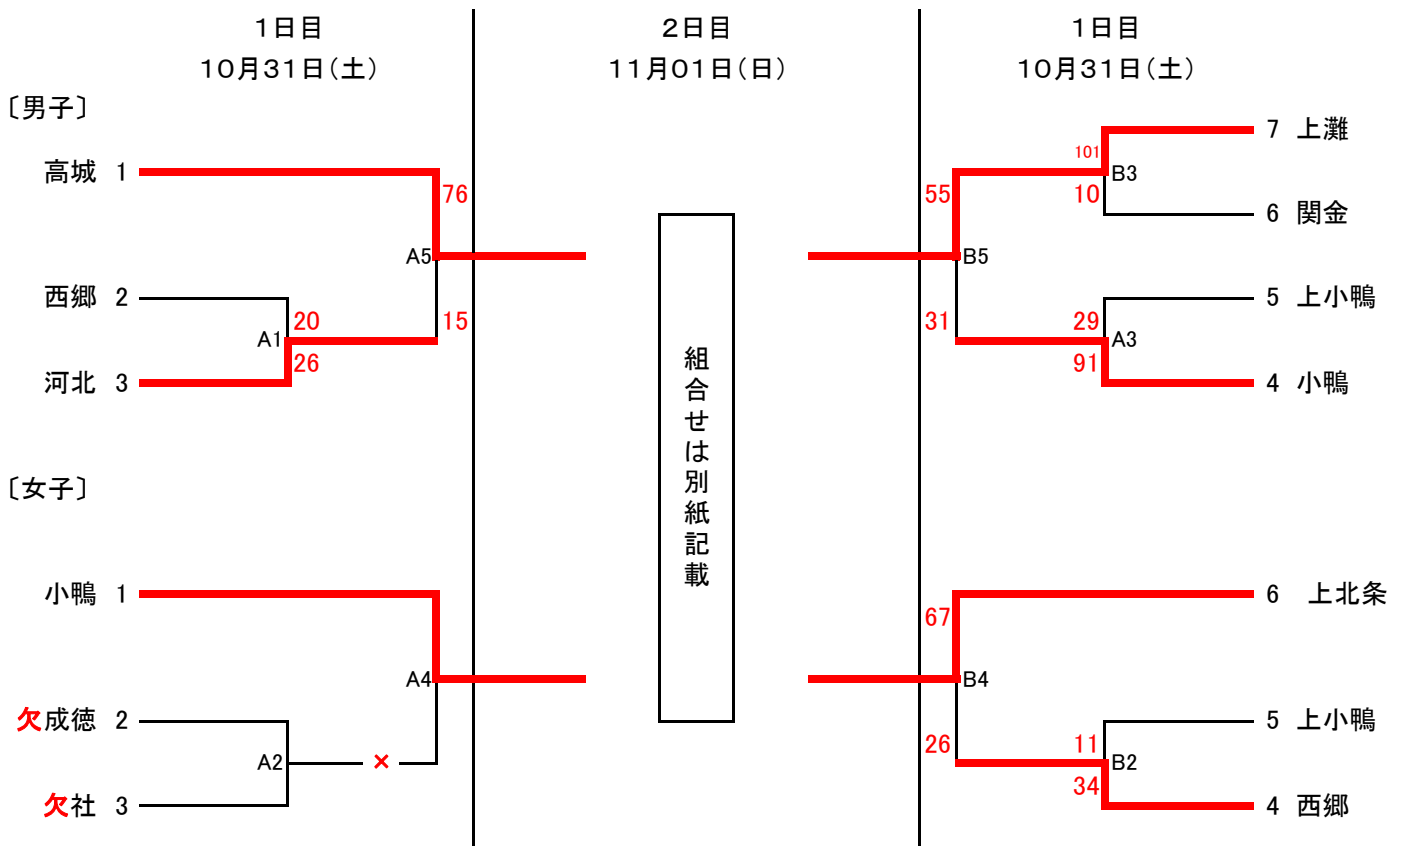 1日目
2日目
1日目
10月31日(土)
11月01日(日)
10月31日(土)
〔男子〕
7 上灘
101
B3
高城 1
76
55
10
6 関金
A5
B5
西郷 2
5 上小鴨
20
15
31
29
A1
A3
26
91
河北 3
4 小鴨
組合せは別紙記載
〔女子〕
小鴨 1
6 上北条
67
A4
B4
欠成徳 2
5 上小鴨
26
11
A2
×
B2
34
欠社 3
4 西郷